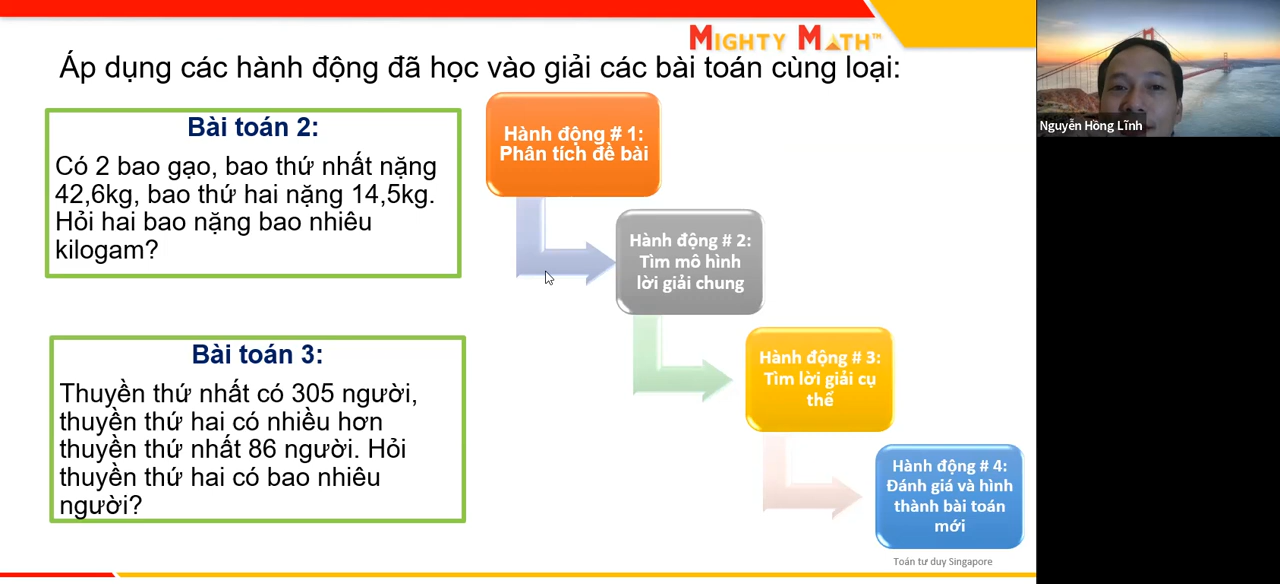 MIGHTY MATH™
Áp dụng các hành động đã học vào giải các bài toán cùng loại:
Bài toán 2:
Có 2 bao gạo, bao thứ nhất nặng
42,6kg, bao thứ hai nặng 14,5kg.
Hỏi hai bao nặng bao nhiêu
kilogam?
Bài toán 3:
Thuyền thứ nhất có 305 người,
thuyền thứ hai có nhiều hơn
thuyền thứ nhất 86 người. Hỏi
thuyền thứ hai có bao nhiêu
người?
Hành động # 1:
Phân tích đề bài
Hành động # 2:
Tìm mô hình
lời giải chung
Hành động # 3:
Tìm lời giải cụ
thể
Hành động # 4:
Đánh giá và hình
thành bài toán
mới
Toán tư duy Singapore
Nguyễn Hồng Lĩnh